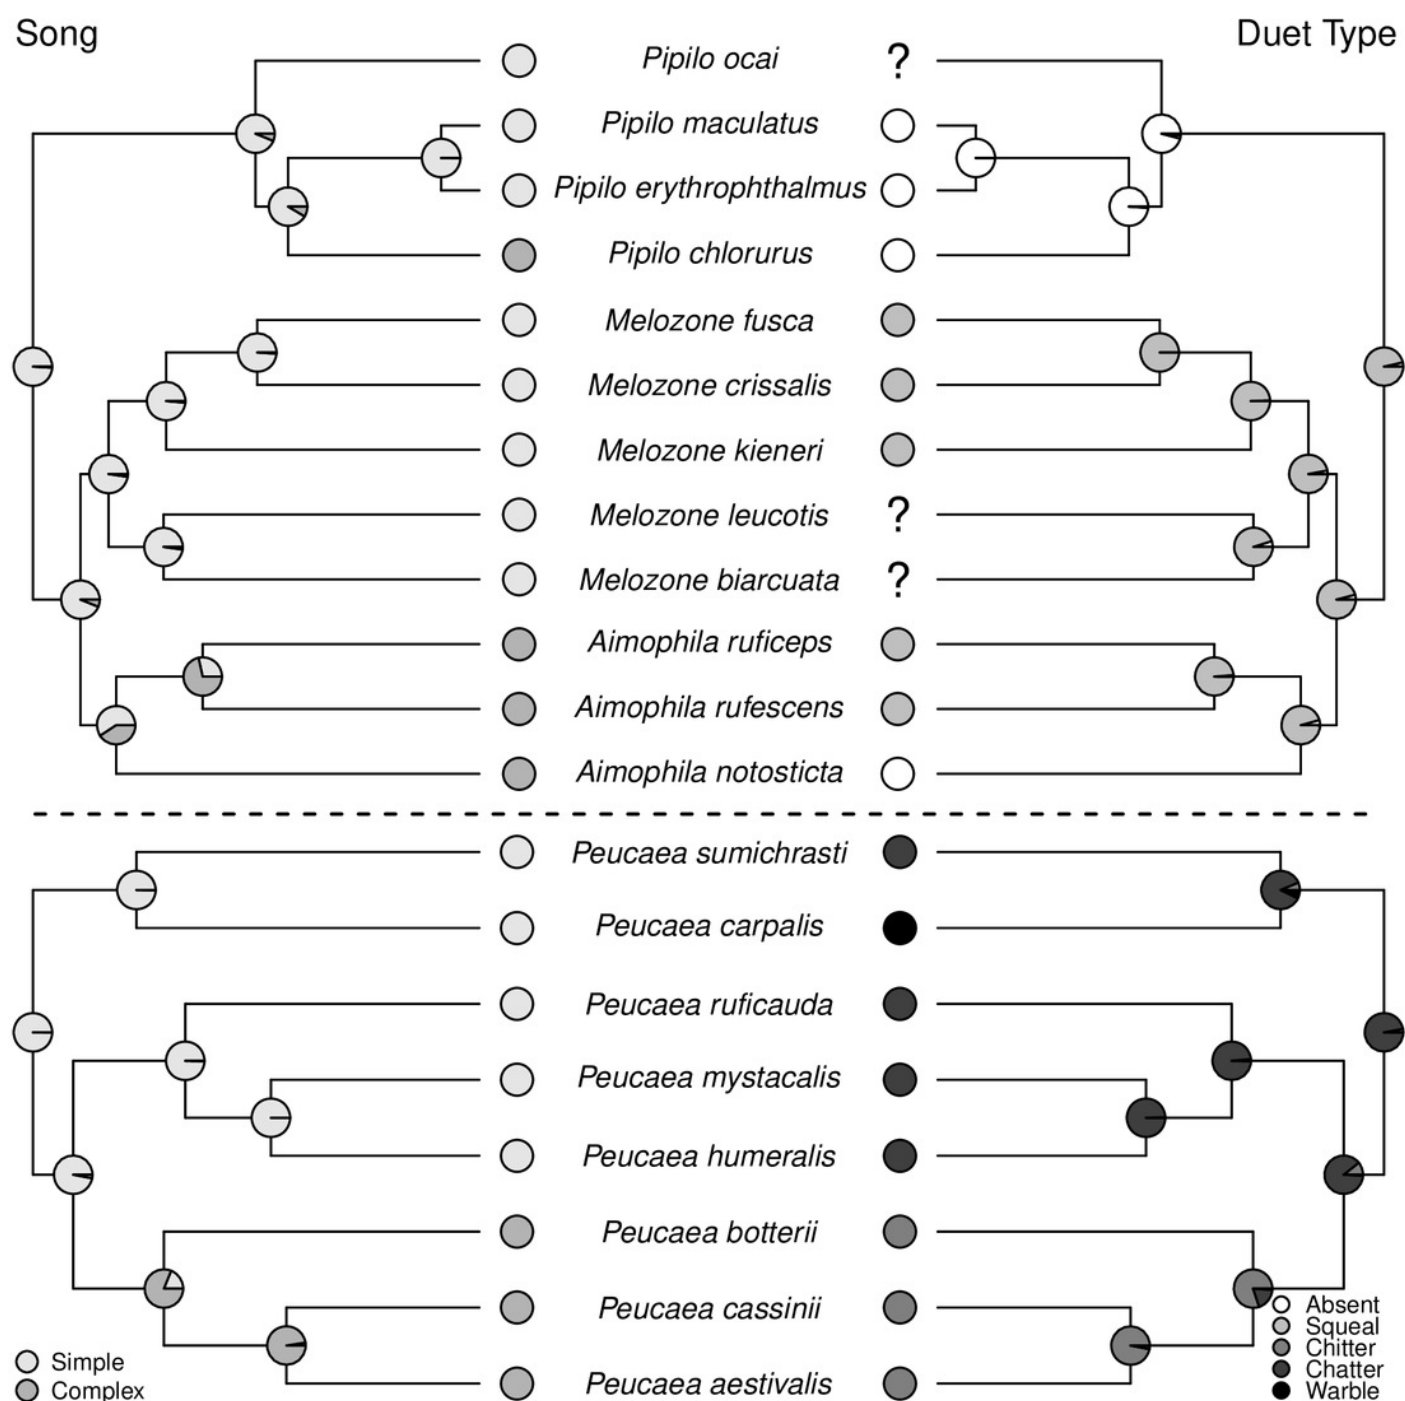 Song
Duet Type
Pipilo ocai ?
Pipilo maculatus
Pipilo erythrophthalmus
Pipilo chlorurus
Melozone fusca
Melozone crissalis
Melozone kieneri
Melozone leucotis ?
Melozone biarcuata ?
Aimophila ruficeps
Aimophila rufescens
Aimophila notosticta
Peucaea sumichrasti
Peucaea carpalis
Peucaea ruficauda
Peucaea mystacalis
Peucaea humeralis
Peucaea botterii
Peucaea cassinii
Peucaea aestivalis
Simple
Complex
Absent
Squeal
Chitter
Chatter
Warble